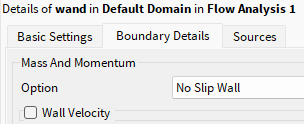 Details of wand in Default Domain in Flow Analysis 1
Basic Settings Boundary Details Sources
Mass And Momentum
Option No Slip Wall
Wall Velocity